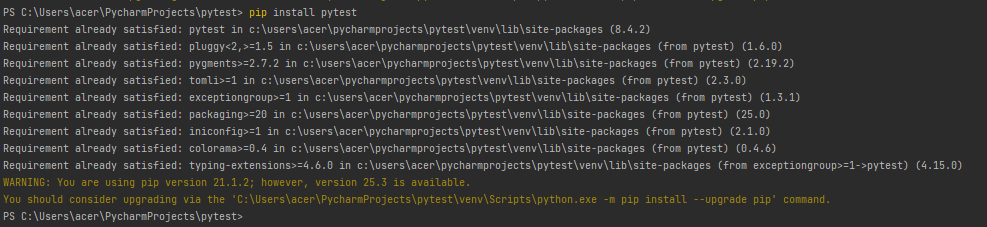 PS C:\Users\acer\PycharmProjects\pytest> pip install pytest
Requirement already satisfied: pytest in c:\users\acer\pycharmprojects\pytest\venv\lib\site-packages (8.4.2)
Requirement already satisfied: pluggy<2,>=1.5 in c:\users\acer\pycharmprojects\pytest\venv\lib\site-packages (from pytest) (1.6.0)
Requirement already satisfied: pygments>=2.7.2 in c:\users\acer\pycharmprojects\pytest\venv\lib\site-packages (from pytest) (2.19.2)
Requirement already satisfied: tomli>=1 in c:\users\acer\pycharmprojects\pytest\venv\lib\site-packages (from pytest) (2.3.0)
Requirement already satisfied: exceptiongroup>=1 in c:\users\acer\pycharmprojects\pytest\venv\lib\site-packages (from pytest) (1.3.1)
Requirement already satisfied: packaging>=20 in c:\users\acer\pycharmprojects\pytest\venv\lib\site-packages (from pytest) (25.0)
Requirement already satisfied: iniconfig>=1 in c:\users\acer\pycharmprojects\pytest\venv\lib\site-packages (from pytest) (2.1.0)
Requirement already satisfied: colorama>=0.4 in c:\users\acer\pycharmprojects\pytest\venv\lib\site-packages (from pytest) (0.4.6)
Requirement already satisfied: typing-extensions>=4.6.0 in c:\users\acer\pycharmprojects\pytest\venv\lib\site-packages (from exceptiongroup>=1->pytest) (4.15.0)
WARNING: You are using pip version 21.1.2; however, version 25.3 is available.
You should consider upgrading via the 'C:\Users\acer\PycharmProjects\pytest\venv\Scripts\python.exe -m pip install --upgrade pip' command.
PS C:\Users\acer\PycharmProjects\pytest>